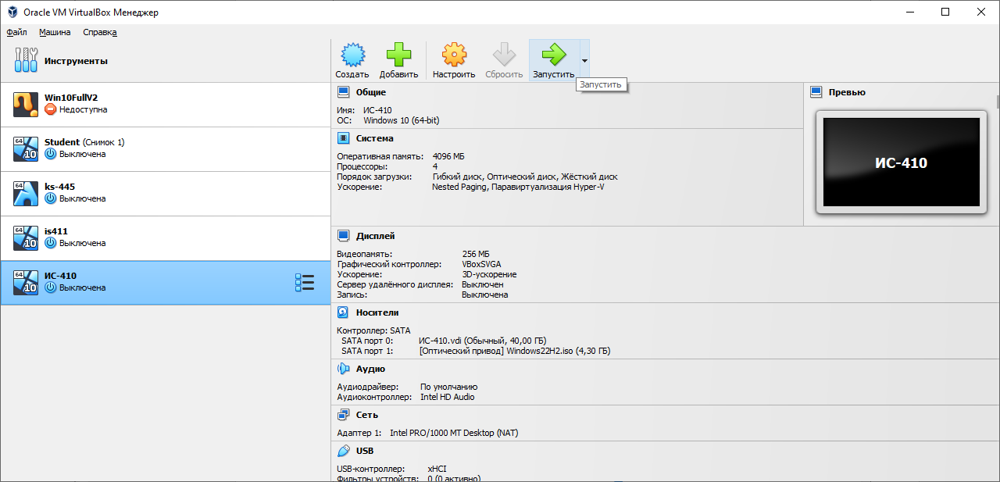 Oracle VM VirtualBox Менеджер
Файл Машина Справка
Инструменты
Win10FullV2
Недоступна
64
10
Student (Снимок 1)
Выключена
64
ks-445
Выключена
64
10
is411
Выключена
64
10
ИС-410
Выключена
Создать Добавить Настроить Сбросить Запустить
Запустить
Общие
Имя: ИС-410
ОС: Windows 10 (64-bit)
Система
Оперативная память: 4096 МБ
Процессоры: 4
Порядок загрузки: Гибкий диск, Оптический диск, Жёсткий диск
Ускорение: Nested Paging, Паравиртуализация Hyper-V
Превью
ИС-410
Дисплей
Видеопамять: 256 МБ
Графический контроллер: VBoxSVGA
Ускорение: 3D-ускорение
Сервер удалённого дисплея: Выключен
Запись: Выключена
Носители
Контроллер: SATA
SATA порт 0: ИС-410.vdi (Обычный, 40,00 ГБ)
SATA порт 1: [Оптический привод] Windows22H2.iso (4,30 ГБ)
Аудио
Аудиодрайвер: По умолчанию
Аудиоконтроллер: Intel HD Audio
Сеть
Адаптер 1: Intel PRO/1000 MT Desktop (NAT)
USB
USB-контроллер: xHCI
Фильтры устройств: 0 (0 активно)